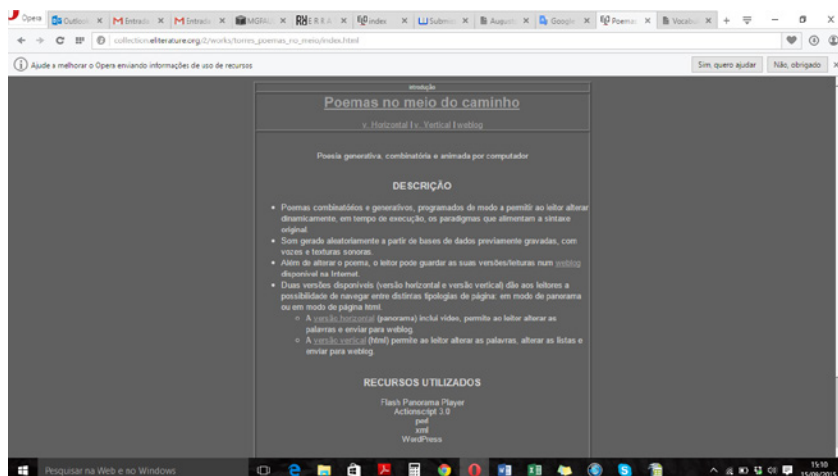 Opera
Outloo
Entrada
Entrada
index
Submis
August
Google
Poemas
Vocabu
collection.eliterature.org/2/works/torres_poemas_no_meio/index.html
Ajude a melhorar o Opera enviando informações de uso de recursos
Sim, quero ajudar
Não, obrigado
introdução
Poemas no meio do caminho
v. Horizontal I v. Vertical I weblog
Poesia generativa, combinatória e animada por computador
DESCRIÇÃO
Poemas combinatóeios e generativos, programados de modo a permitir ao leitor alterar
dinamicamente, em tempo de execução, os paradigmas que alimentam a sintaxe
original.
Som gerado aleatoriamente a partir de bases de dados previamente gravadas, com
vozes e texturas sonoras.
Além de alterar o poema, o leitor pode guardar as suas versões/leituras num weblog
disponível na Internet.
Duas versões disponíveis (versão horizontal e versão vertical) dão aos leitores a
possibilidade de navegar entre distintas tipologias de página: em modo de panorama
ou em modo de página html.
A versão horizontal (panorama) inclui vídeo, permite ao leitor alterar as
palavras e enviar para weblog.
A versão vertical (html) permite ao leitor alterar as palavras, alterar as listas e
enviar para weblog.
RECURSOS UTILIZADOS
Flash Panorama Player
Actionscript 3.0
perl
xml
WordPress
Pesquisar na Web e no Windows
15:10